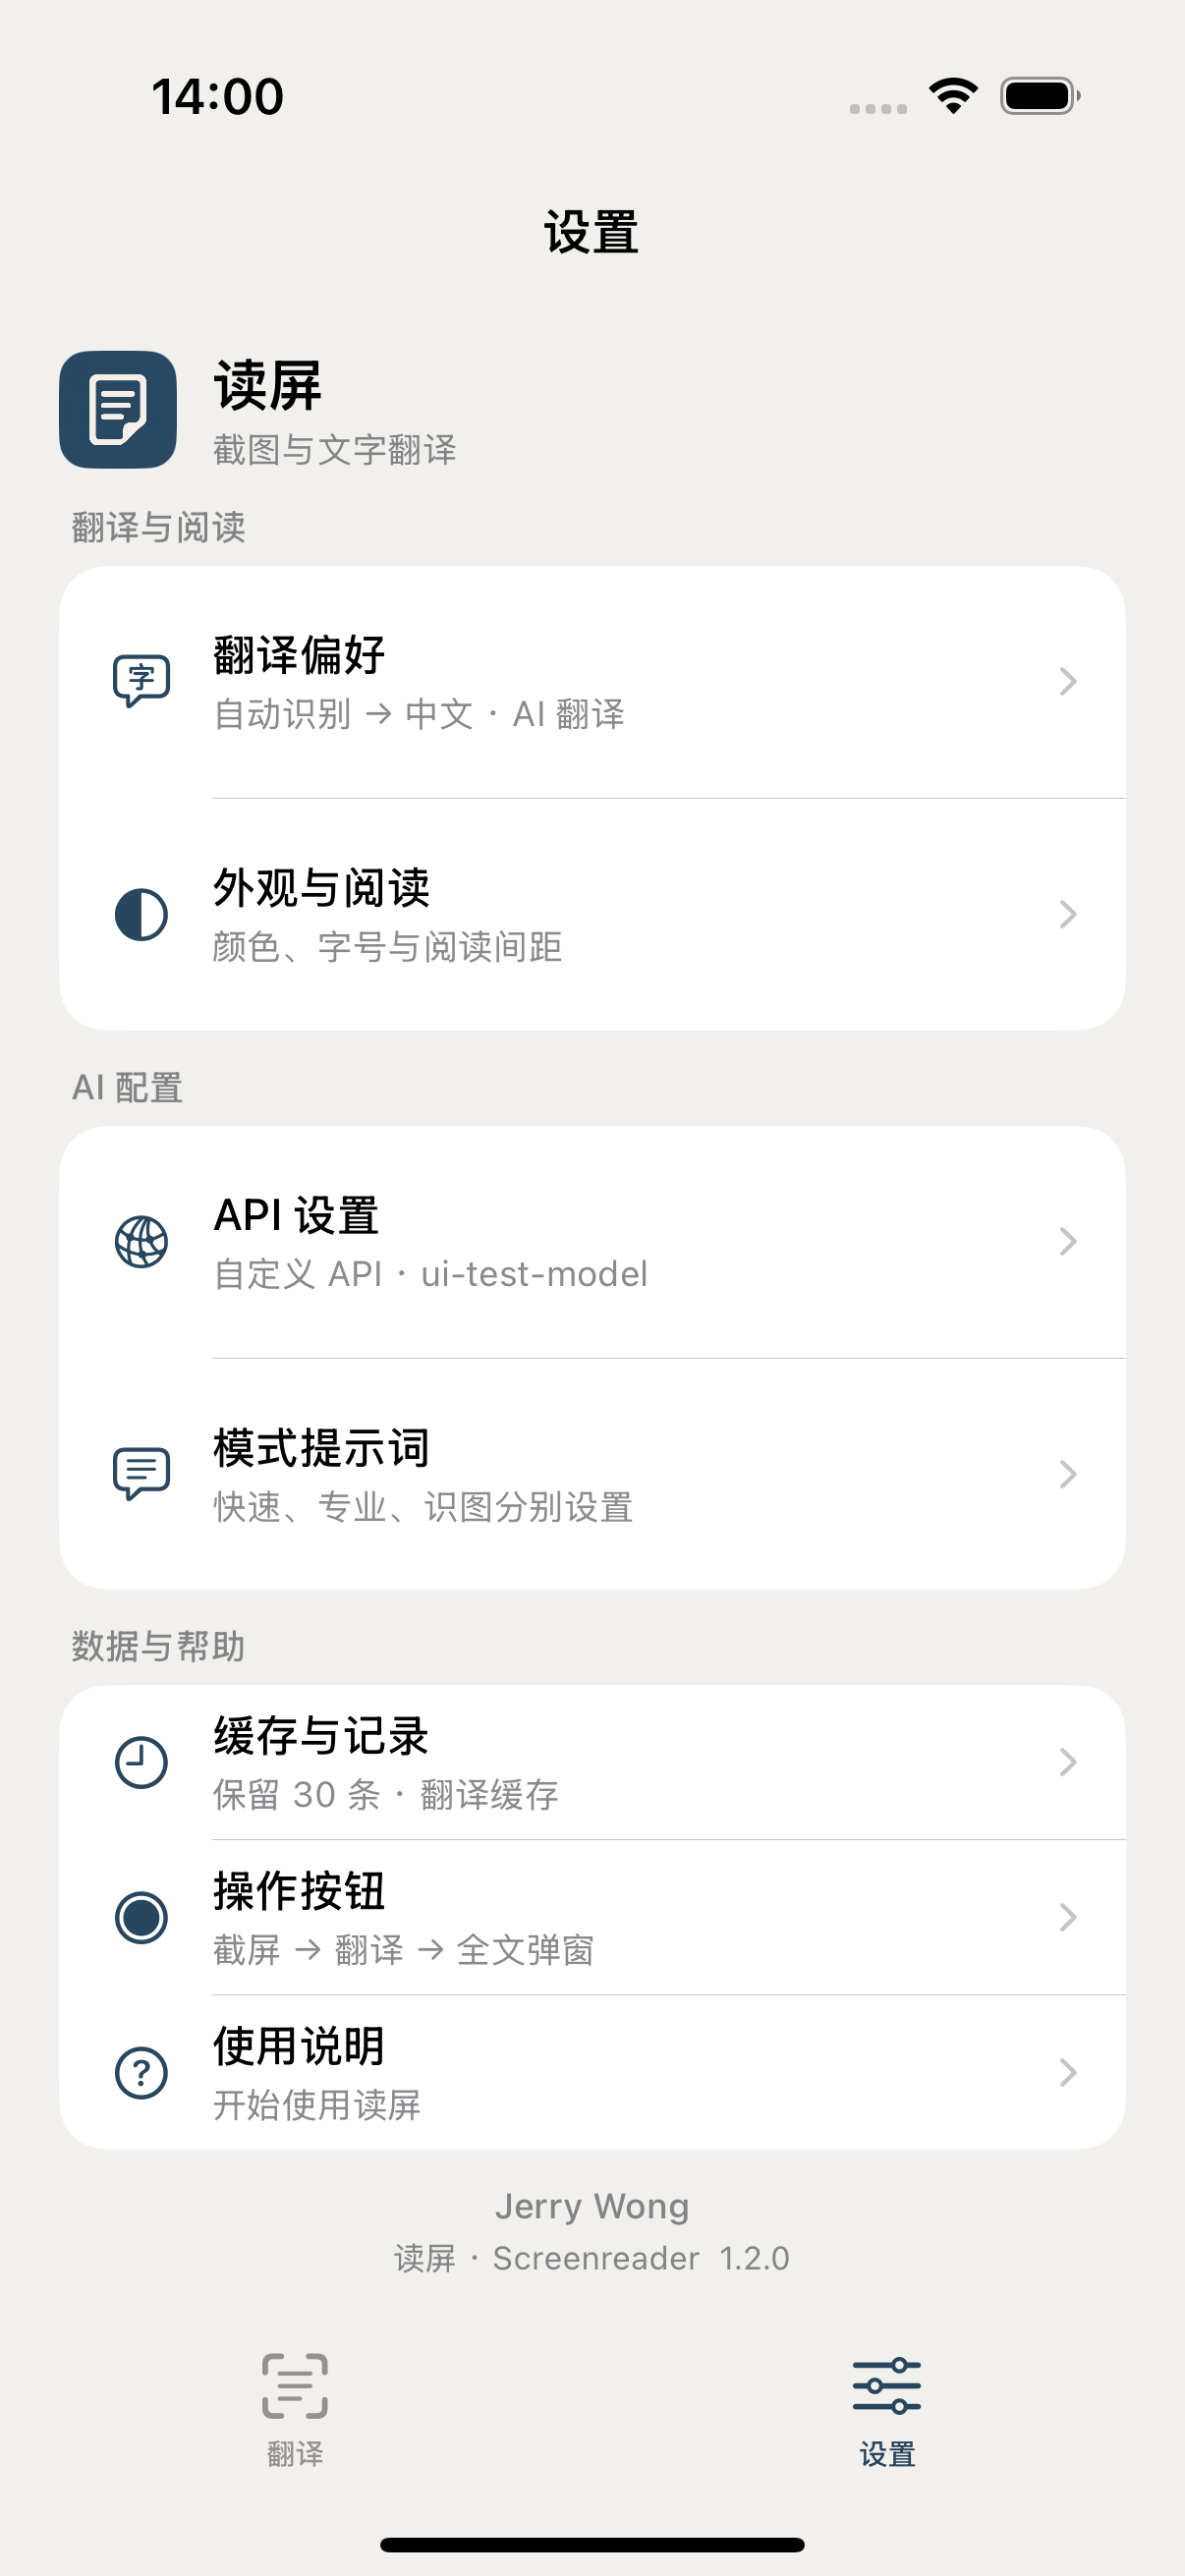 14:00
设置
读屏
截图与文字翻译
翻译与阅读
字
翻译偏好
自动识别 → 中文 · AI 翻译
外观与阅读
颜色、字号与阅读间距
AI 配置
API 设置
自定义 API · ui-test-model
模式提示词
快速、专业、识图分别设置
数据与帮助
缓存与记录
保留 30 条 · 翻译缓存
操作按钮
截屏 → 翻译 → 全文弹窗
?
使用说明
开始使用读屏
Jerry Wong
读屏 · Screenreader 1.2.0
翻译
设置